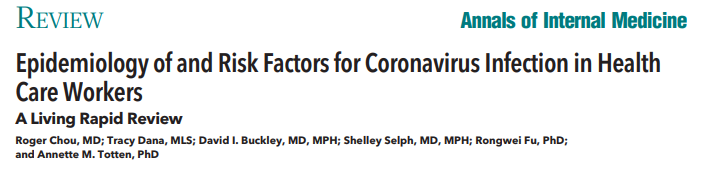 REVIEW
Annals of Internal Medicine
Epidemiology of and Risk Factors for Coronavirus Infection in Health
Care Workers
A Living Rapid Review
Roger Chou, MD; Tracy Dana, MLS; David I. Buckley, MD, MPH; Shelley Selph, MD, MPH; Rongwei Fu, PhD;
and Annette M. Totten, PhD